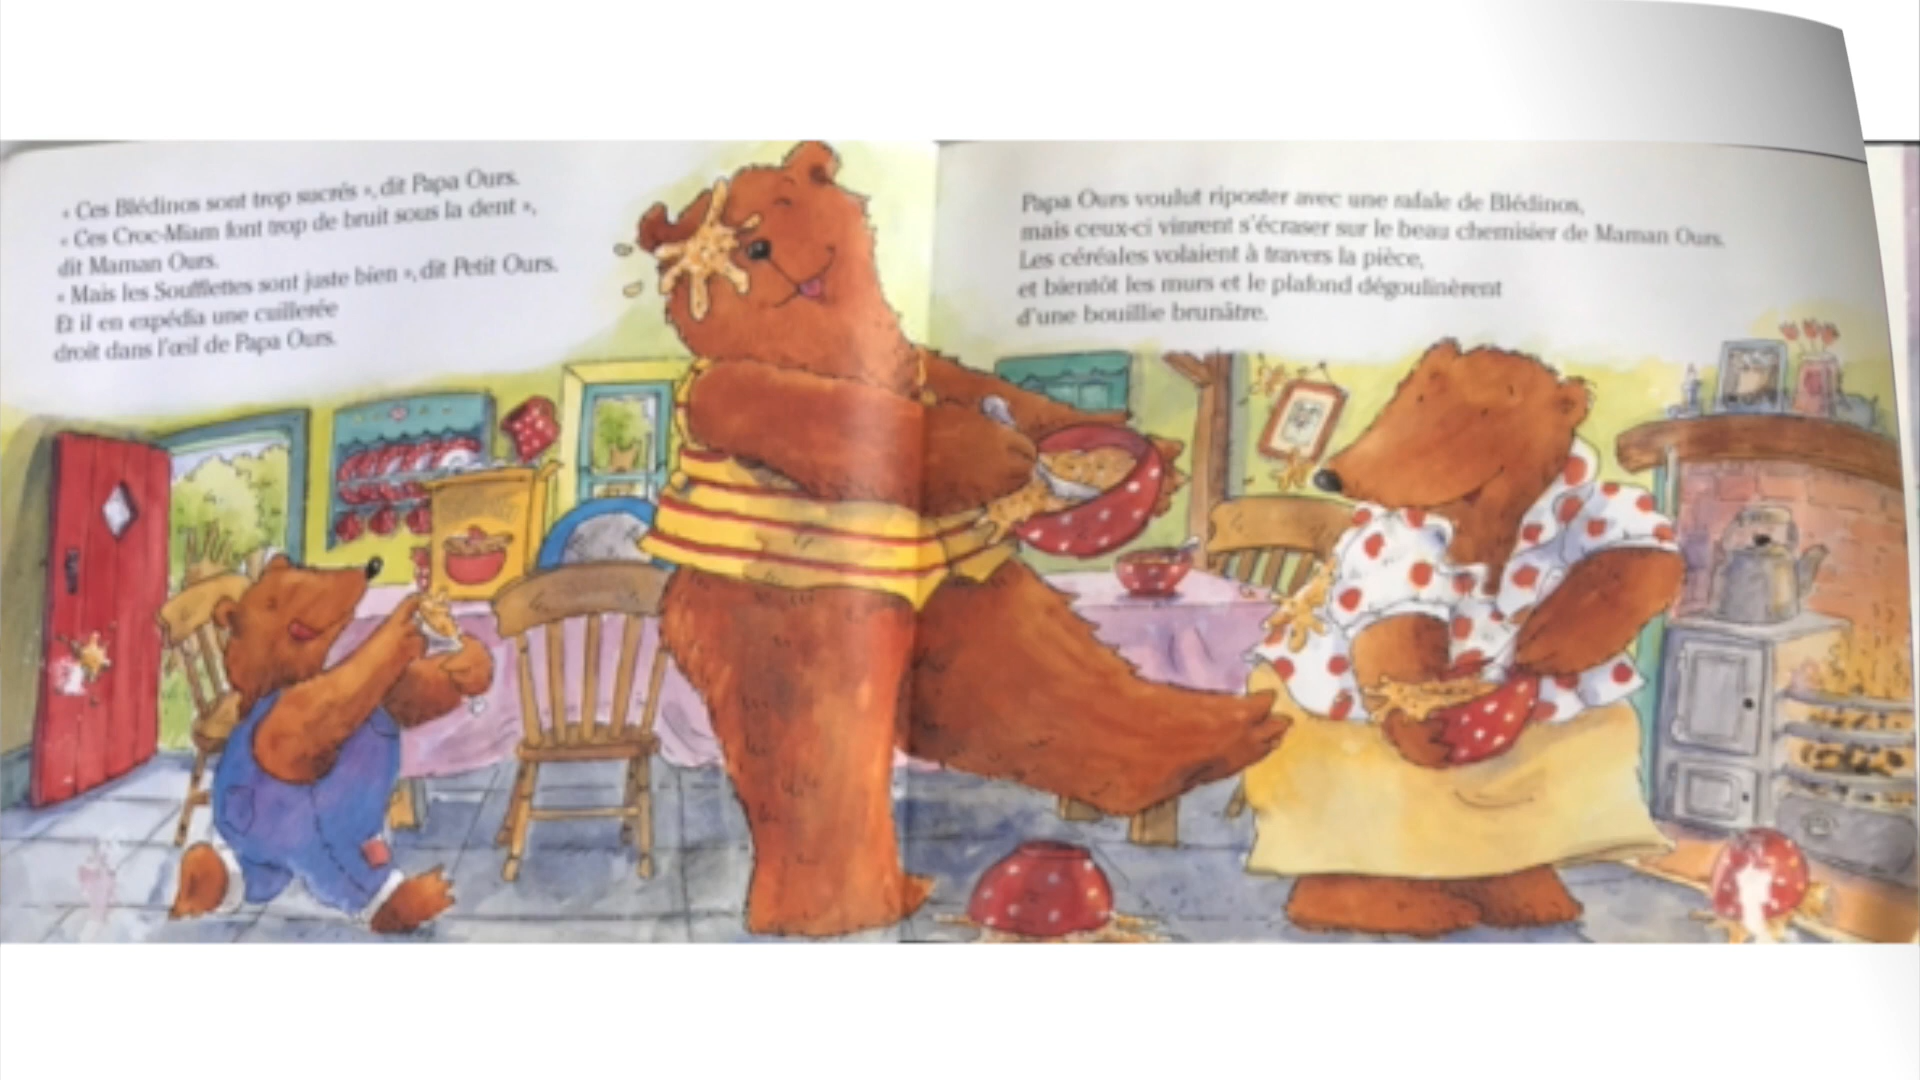 « Ces Blédinos sont trop sucrés », dit Papa Ours.
« Ces Croc-Miam font trop de bruit sous la dent »,
dit Maman Ours.
« Mais les Soufflettes sont juste bien », dit Petit Ours.
Et il en expédia une cuillerée
droit dans l'œil de Papa Ours.
Papa Ours voulut riposter avec une rafale de Blédinos,
mais ceux-ci vinrent s'écraser sur le beau chemisier de Maman Ours.
Les céréales volaient à travers la pièce,
et bientôt les murs et le plafond dégoulinèrent
d'une bouillie brunâtre.